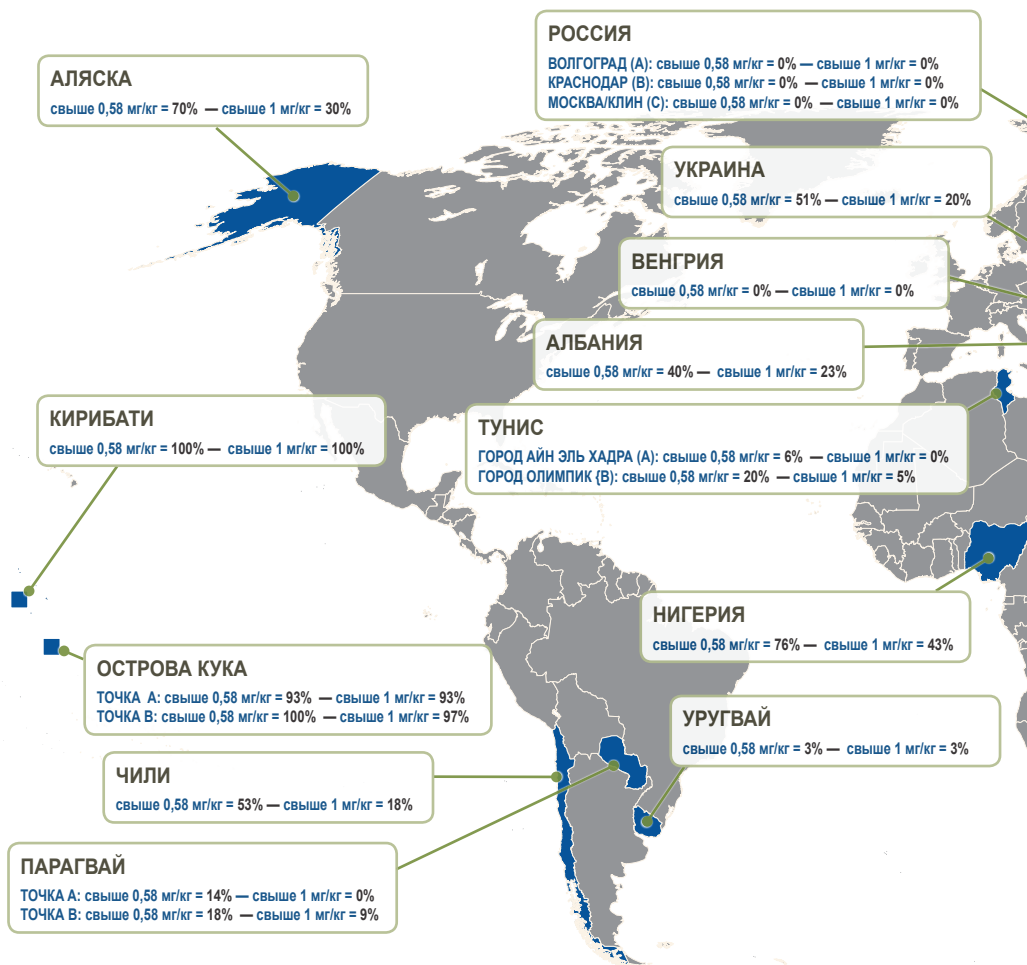 РОССИЯ
ВОЛГОГРАД (A): свыше 0,58 мг/кг = 0% — свыше 1 мг/кг = 0%
КРАСНОДАР (B): свыше 0,58 мг/кг = 0% — свыше 1 мг/кг = 0%
МОСКВА/КЛИН (C): свыше 0,58 мг/кг = 0% — свыше 1 мг/кг = 0%
АЛЯСКА
свыше 0,58 мг/кг = 70% — свыше 1 мг/кг = 30%
УКРАИНА
свыше 0,58 мг/кг = 51% — свыше 1 мг/кг = 20%
ВЕНГРИЯ
свыше 0,58 мг/кг = 0% — свыше 1 мг/кг = 0%
АЛБАНИЯ
свыше 0,58 мг/кг = 40% — свыше 1 мг/кг = 23%
КИРИБАТИ
свыше 0,58 мг/кг = 100% — свыше 1 мг/кг = 100%
ТУНИС
ГОРОД АЙН ЭЛЬ ХАДРА (A): свыше 0,58 мг/кг = 6% — свыше 1 мг/кг = 0%
ГОРОД ОЛИМПИК {B): свыше 0,58 мг/кг = 20% — свыше 1 мг/кг = 5%
НИГЕРИЯ
свыше 0,58 мг/кг = 76% — свыше 1 мг/кг = 43%
ОСТРОВА КУКА
ТОЧКА A: свыше 0,58 мг/кг = 93% — свыше 1 мг/кг = 93%
ТОЧКА B: свыше 0,58 мг/кг = 100% — свыше 1 мг/кг = 97%
УРУГВАЙ
свыше 0,58 мг/кг = 3% — свыше 1 мг/кг = 3%
ЧИЛИ
свыше 0,58 мг/кг = 53% — свыше 1 мг/кг = 18%
ПАРАГВАЙ
ТОЧКА A: свыше 0,58 мг/кг = 14% — свыше 1 мг/кг = 0%
ТОЧКА B: свыше 0,58 мг/кг = 18% — свыше 1 мг/кг = 9%